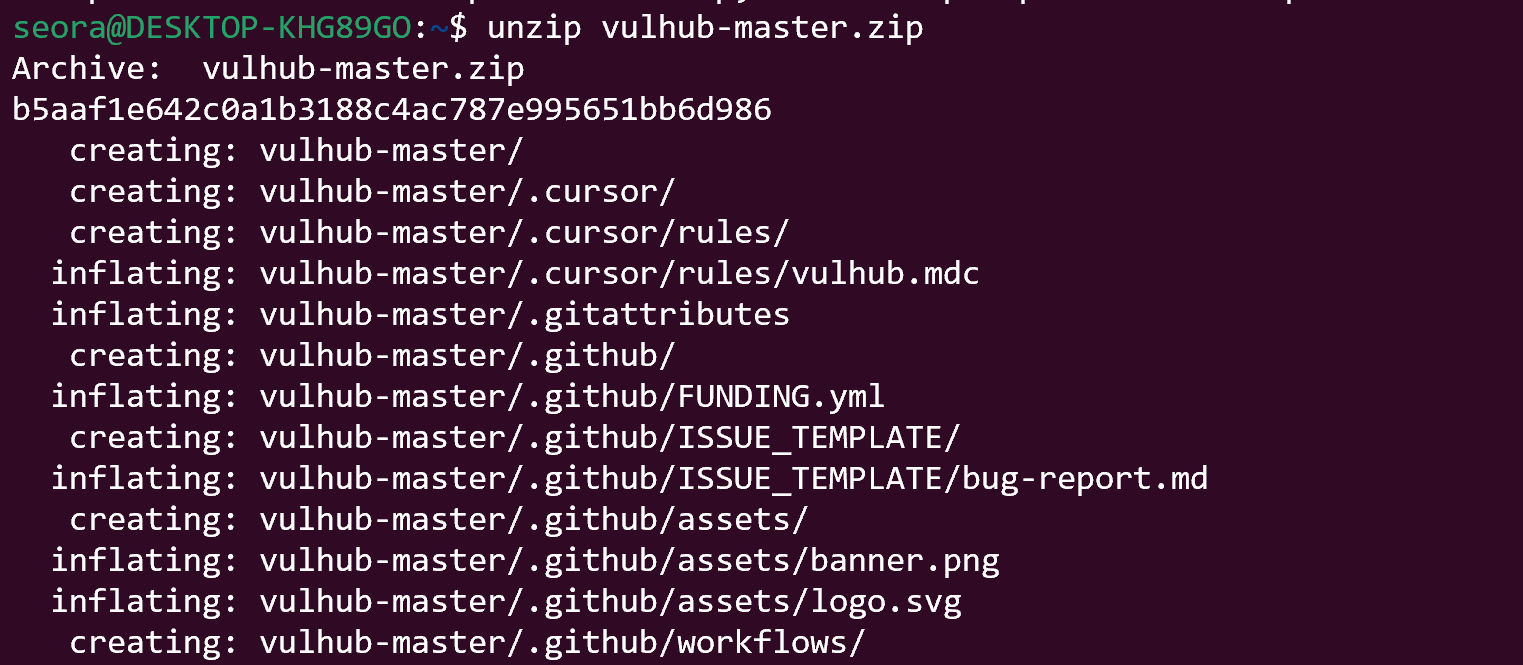 seora@DESKTOP-KHG89GO:~$ unzip vulhub-master.zip
Archive:  vulhub-master.zip
b5aaf1e642c0a1b3188c4ac787e995651bb6d986
   creating: vulhub-master/
   creating: vulhub-master/.cursor/
   creating: vulhub-master/.cursor/rules/
  inflating: vulhub-master/.cursor/rules/vulhub.mdc
  inflating: vulhub-master/.gitattributes
   creating: vulhub-master/.github/
  inflating: vulhub-master/.github/FUNDING.yml
   creating: vulhub-master/.github/ISSUE_TEMPLATE/
  inflating: vulhub-master/.github/ISSUE_TEMPLATE/bug-report.md
   creating: vulhub-master/.github/assets/
  inflating: vulhub-master/.github/assets/banner.png
  inflating: vulhub-master/.github/assets/logo.svg
   creating: vulhub-master/.github/workflows/